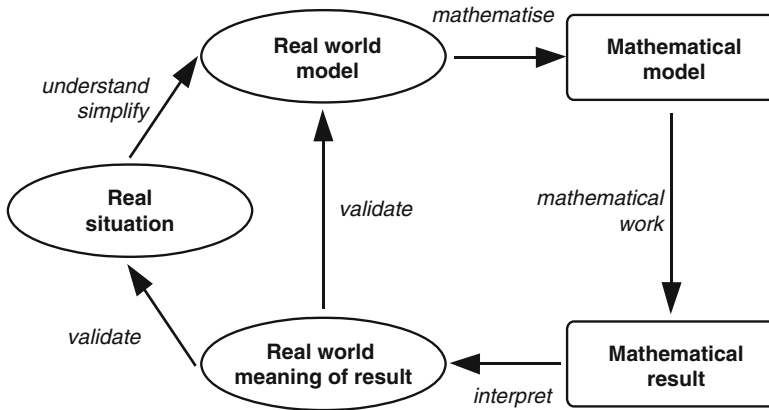 mathematise
Real world
model
Mathematical
model
understand
simplify
Real
situation
validate
mathematical
work
validate
Real world
meaning of result
interpret
Mathematical
result